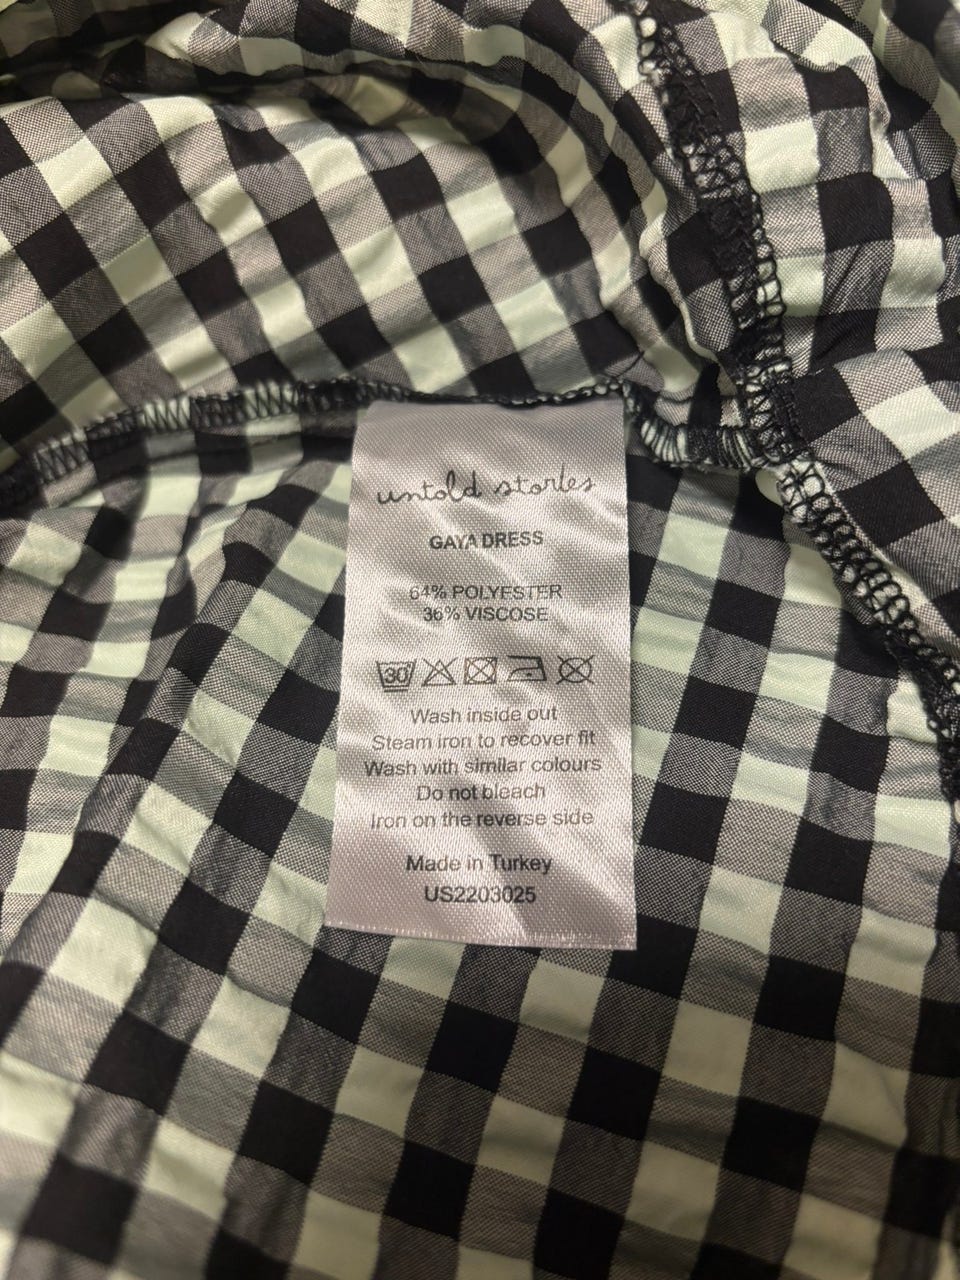 untold stories
GAYA DRESS
64% POLYESTER
36% VISCOSE
30
Wash inside out
Steam iron to recover fit
Wash with similar colours
Do not bleach
Iron on the reverse side
Made in Turkey
US2203025